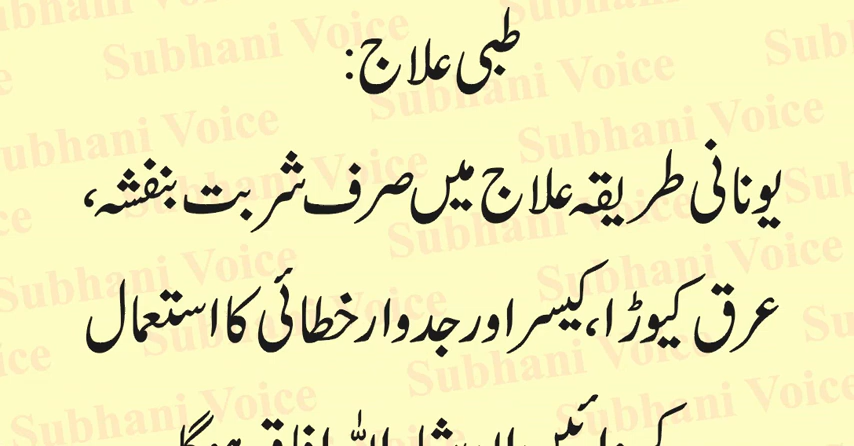 طبی علاج:
یونانی طریقہ علاج میں صرف شربت بنفشہ،
عرق کیوڑا، کیسر اور جدوار خطائی کا استعمال
Subhani Voice